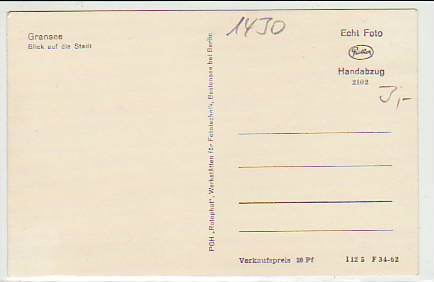 Gransee
Blick auf die Stadt
1430
Echt Foto
Handabzug
2102
3,-
PGH „Rotophot", Werkstätten für Fototechnik, Bestensee bei Berlin.
Verkaufspreis 20 Pf
I 12 5 F 34-62